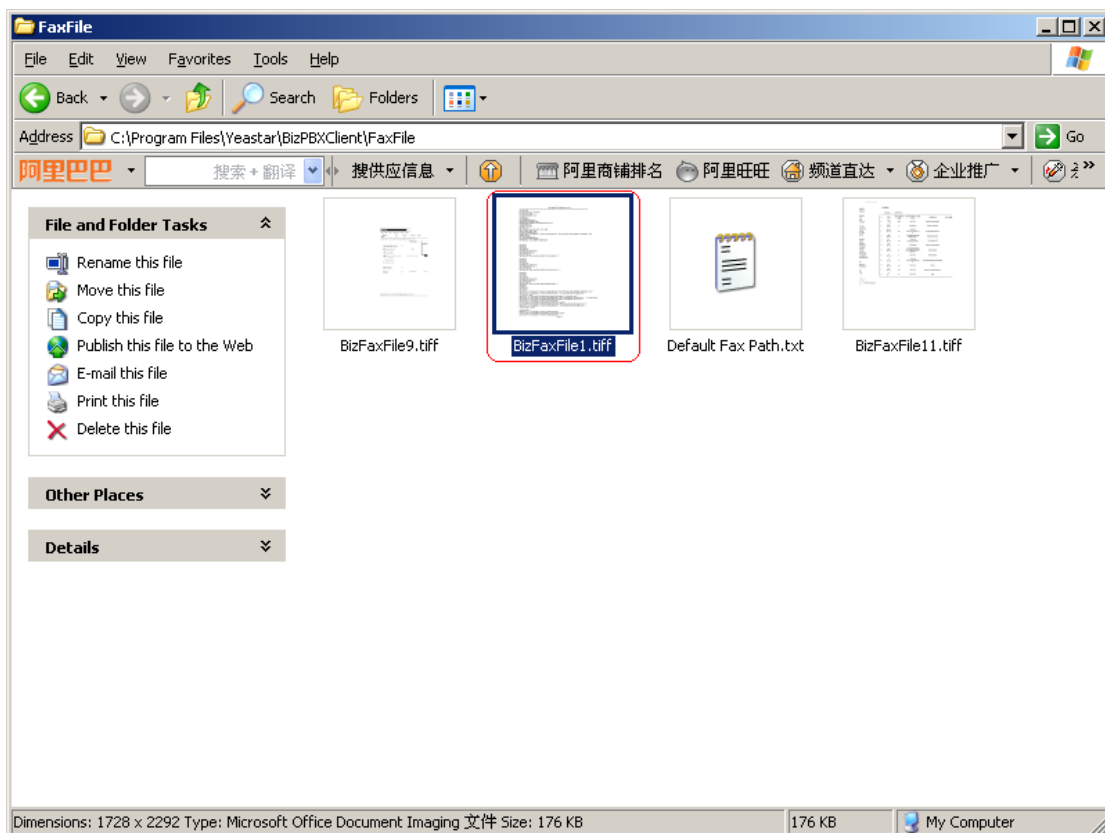 FaxFile
File Edit View Favorites Tools Help
Back Search Folders
Address C:\Program Files\Yeastar\BizPBXClient\FaxFile Go
阿里巴巴 搜索+翻译 搜供应信息 阿里商铺排名 阿里旺旺 频道直达 企业推广
File and Folder Tasks
Rename this file
Move this file
Copy this file
Publish this file to the Web
E-mail this file
Print this file
Delete this file
Other Places
Details
BizFaxFile9.tiff BizFaxFile1.tiff Default Fax Path.txt BizFaxFile11.tiff
Dimensions: 1728 x 2292 Type: Microsoft Office Document Imaging 文件 Size: 176 KB 176 KB My Computer